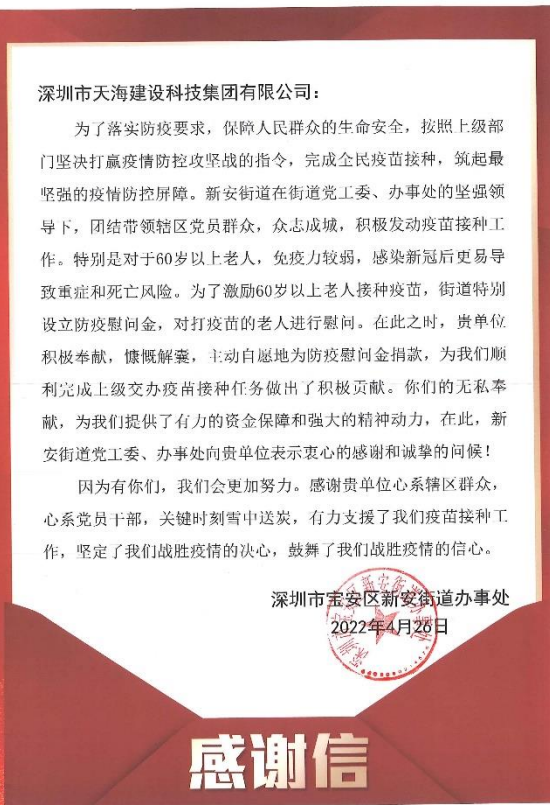 深圳市天海建设科技集团有限公司：
为了落实防疫要求，保障人民群众的生命安全，按照上级部
门坚决打赢疫情防控攻坚战的指令，完成全民疫苗接种，筑起最
坚强的疫情防控屏障。新安街道在街道党工委、办事处的坚强领
导下，团结带领辖区党员群众，众志成城，积极发动疫苗接种工
作。特别是对于60岁以上老人，免疫力较弱，感染新冠后更易导
致重症和死亡风险。为了激励60岁以上老人接种疫苗，街道特别
设立防疫慰问金，对打疫苗的老人进行慰问。在此之时，贵单位
积极奉献，慷慨解囊，主动自愿地为防疫慰问金捐款，为我们顺
利完成上级交办疫苗接种任务做出了积极贡献。你们的无私奉
献，为我们提供了有力的资金保障和强大的精神动力，在此，新
安街道党工委、办事处向贵单位表示衷心的感谢和诚挚的问候！
因为有你们，我们会更加努力。感谢贵单位心系辖区群众，
心系党员干部，关键时刻雪中送炭，有力支援了我们疫苗接种工
作，坚定了我们战胜疫情的决心，鼓舞了我们战胜疫情的信心。
深圳市宝安区新安街道办事处
2022年4月26日
深圳市宝安区新安街道办事处
感谢信